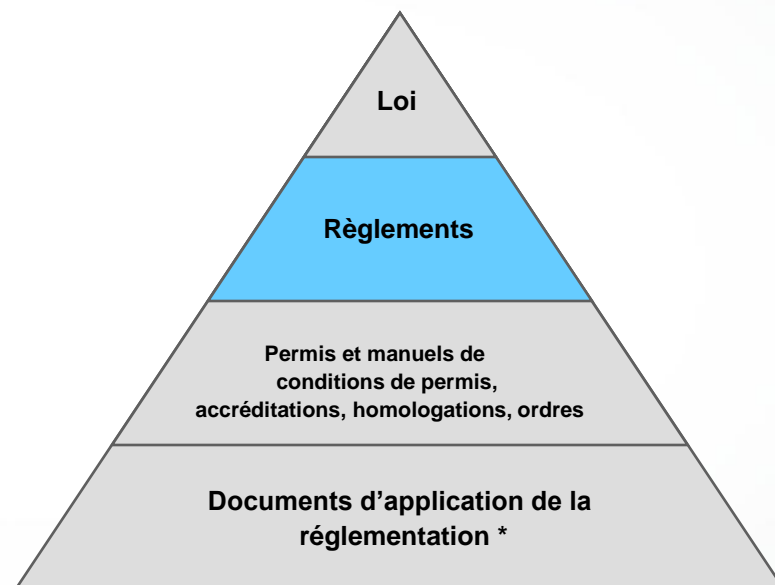 Loi
Règlements
Permis et manuels de
conditions de permis,
accréditations, homologations, ordres
Documents d’application de la
réglementation *